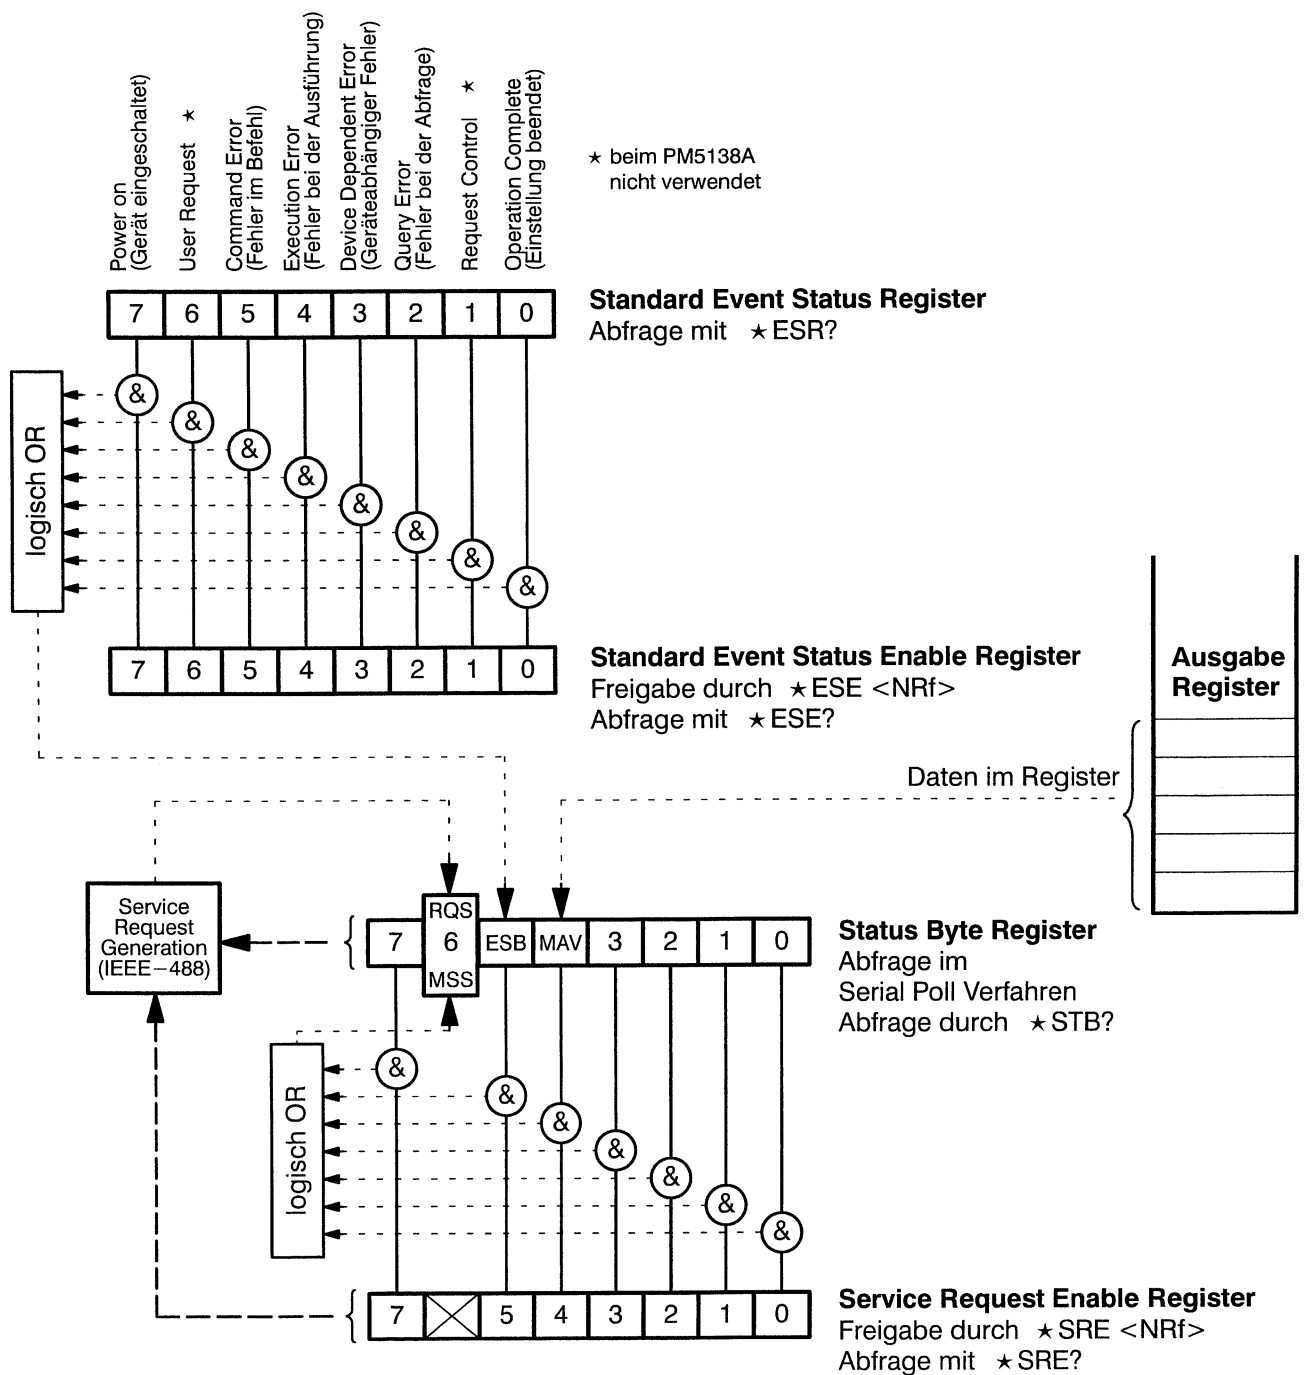 Power on
(Gerät eingeschaltet)
User Request ★
Command Error
(Fehler im Befehl)
Execution Error
(Fehler bei der Ausführung)
Device Dependent Error
(Geräteabhängiger Fehler)
Query Error
(Fehler bei der Abfrage)
Request Control ★
Operation Complete
(Einstellung beendet)
★ beim PM5138A
nicht verwendet
7 6 5 4 3 2 1 0
Standard Event Status Register
Abfrage mit ★ESR?
logisch OR
&
&
&
&
&
&
&
&
7 6 5 4 3 2 1 0
Standard Event Status Enable Register
Freigabe durch ★ESE <NRf>
Abfrage mit ★ESE?
Ausgabe
Register
Daten im Register
Service
Request
Generation
(IEEE−488)
RQS
7 6 ESB MAV 3 2 1 0
MSS
Status Byte Register
Abfrage im
Serial Poll Verfahren
Abfrage durch ★STB?
logisch OR
&
&
&
&
&
&
&
7 5 4 3 2 1 0
Service Request Enable Register
Freigabe durch ★SRE <NRf>
Abfrage mit ★SRE?